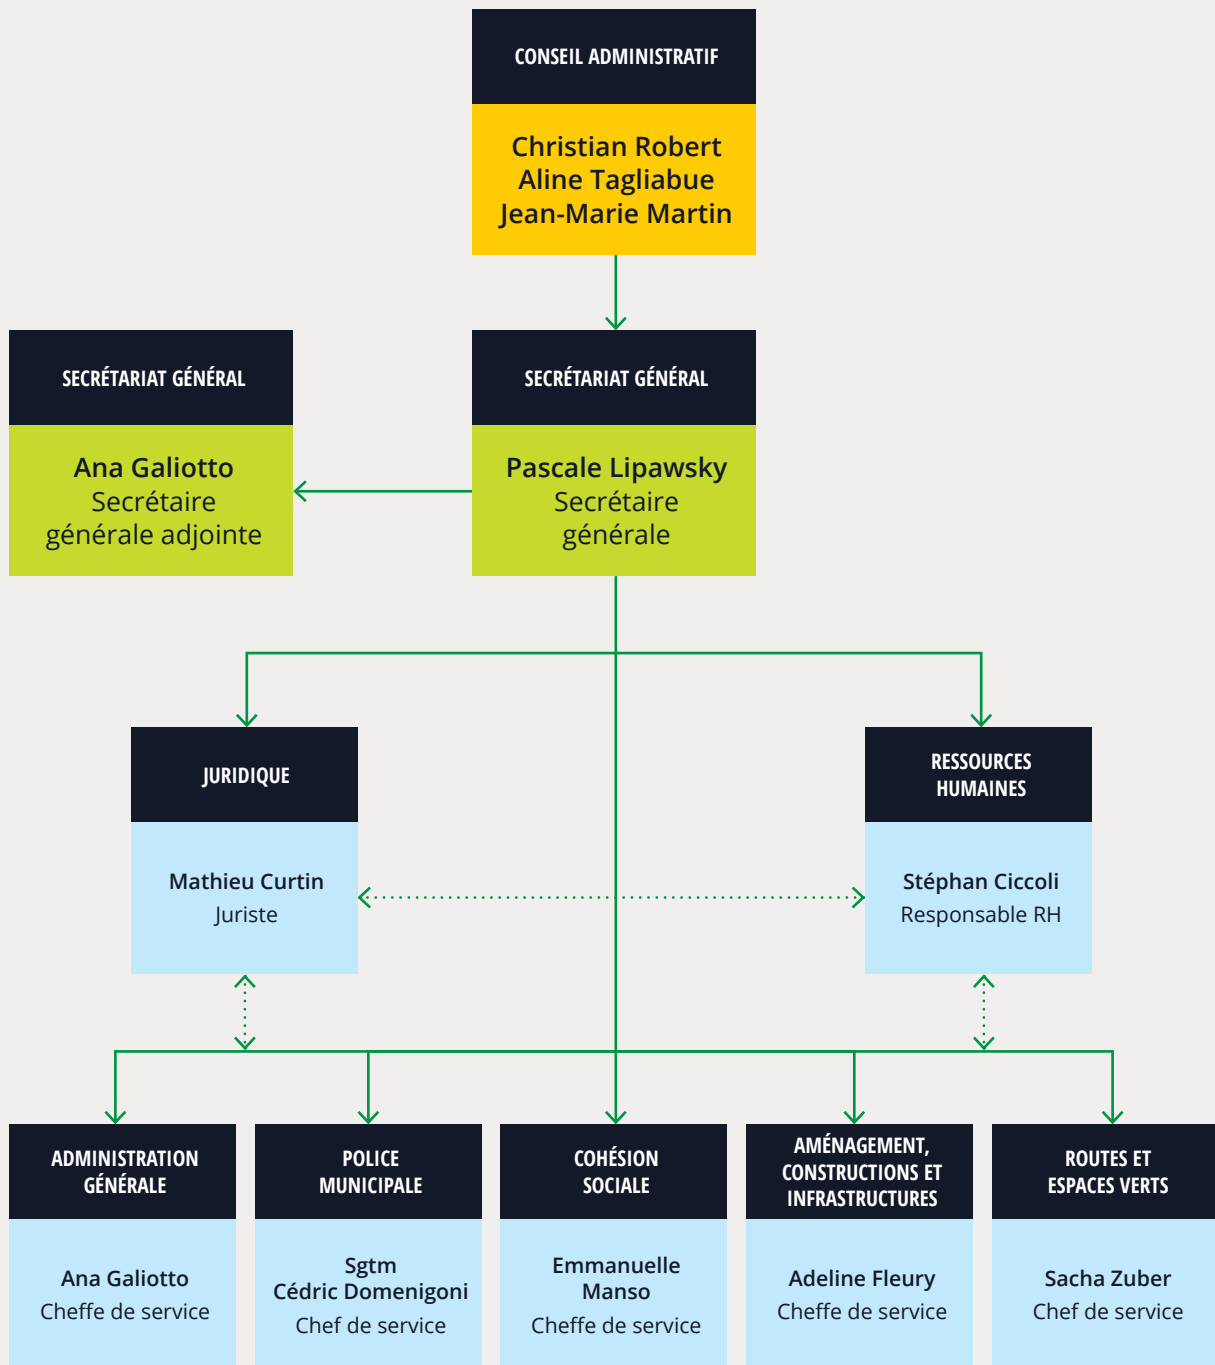 CONSEIL ADMINISTRATIF
Christian Robert
Aline Tagliabue
Jean-Marie Martin
SECRÉTARIAT GÉNÉRAL
Ana Galiotto
Secrétaire
générale adjointe
SECRÉTARIAT GÉNÉRAL
Pascale Lipawsky
Secrétaire
générale
JURIDIQUE
Mathieu Curtin
Juriste
RESSOURCES
HUMAINES
Stéphan Ciccoli
Responsable RH
ADMINISTRATION
GÉNÉRALE
Ana Galiotto
Cheffe de service
POLICE
MUNICIPALE
Sgtm
Cédric Domenigoni
Chef de service
COHÉSION
SOCIALE
Emmanuelle
Manso
Cheffe de service
AMÉNAGEMENT,
CONSTRUCTIONS ET
INFRASTRUCTURES
Adeline Fleury
Cheffe de service
ROUTES ET
ESPACES VERTS
Sacha Zuber
Chef de service